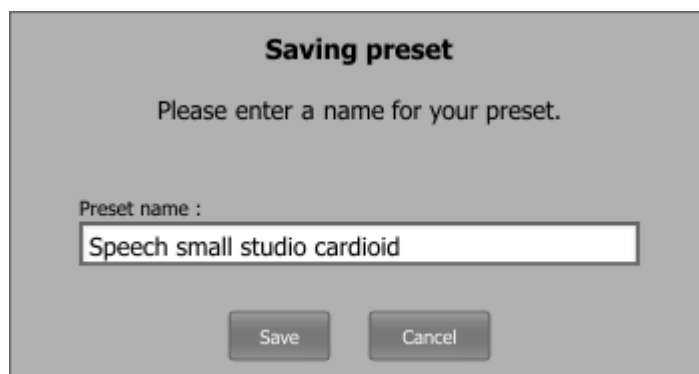 Saving preset
Please enter a name for your preset.
Preset name :
Speech small studio cardioid
Save Cancel